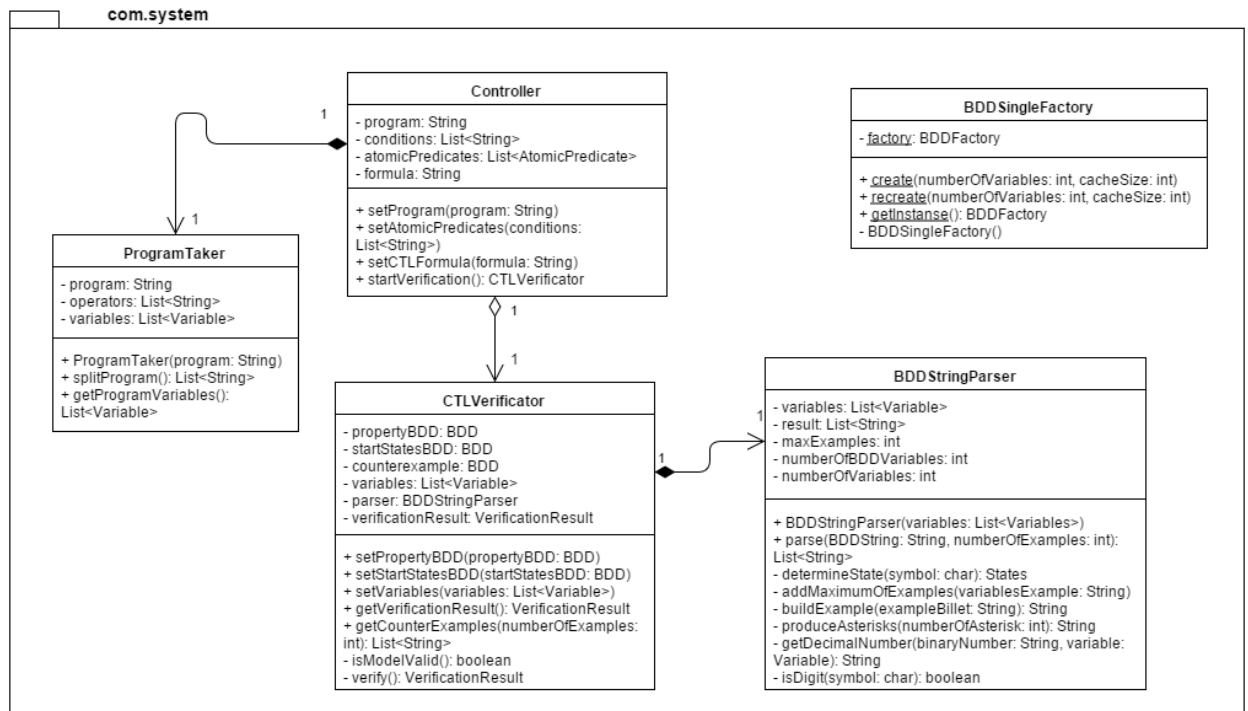 com.system
Controller
- program: String
- conditions: List<String>
- atomicPredicates: List<AtomicPredicate>
- formula: String
+ setProgram(program: String)
+ setAtomicPredicates(conditions:
List<String>)
+ setCTLFormula(formula: String)
+ startVerification(): CTLVerificator
BDDSingleFactory
- factory: BDDFactory
+ create(numberOfVariables: int, cacheSize: int)
+ recreate(numberOfVariables: int, cacheSize: int)
+ getInstanse(): BDDFactory
- BDDSingleFactory()
1
1
ProgramTaker
- program: String
- operators: List<String>
- variables: List<Variable>
+ ProgramTaker(program: String)
+ splitProgram(): List<String>
+ getProgramVariables():
List<Variable>
1
1
CTLVerificator
- propertyBDD: BDD
- startStatesBDD: BDD
- counterexample: BDD
- variables: List<Variable>
- parser: BDDStringParser
- verificationResult: VerificationResult
+ setPropertyBDD(propertyBDD: BDD)
+ setStartStatesBDD(startStatesBDD: BDD)
+ setVariables(variables: List<Variable>)
+ getVerificationResult(): VerificationResult
+ getCounterExamples(numberOfExamples:
int): List<String>
- isModelValid(): boolean
- verify(): VerificationResult
1
1
BDDStringParser
- variables: List<Variable>
- result: List<String>
- maxExamples: int
- numberOfBDDVariables: int
- numberOfVariables: int
+ BDDStringParser(variables: List<Variables>)
+ parse(BDDString: String, numberOfExamples: int):
List<String>
- determineState(symbol: char): States
- addMaximumOfExamples(variablesExample: String)
- buildExample(exampleBillet: String): String
- produceAsterisks(numberOfAsterisk: int): String
- getDecimalNumber(binaryNumber: String, variable:
Variable): String
- isDigit(symbol: char): boolean